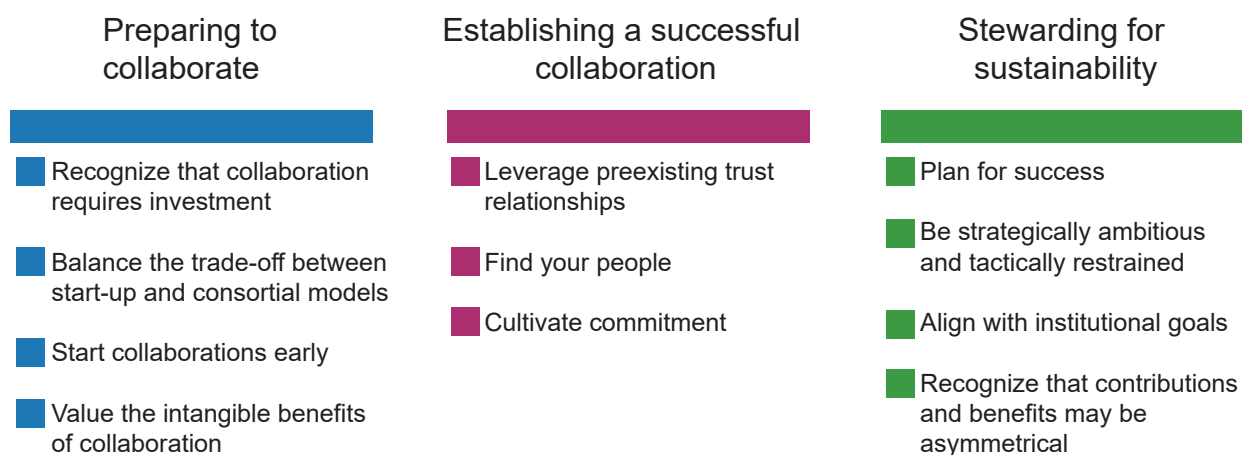 Preparing to
collaborate
Recognize that collaboration
requires investment
Balance the trade-off between
start-up and consortial models
Start collaborations early
Value the intangible benefits
of collaboration
Establishing a successful
collaboration
Leverage preexisting trust
relationships
Find your people
Cultivate commitment
Stewarding for
sustainability
Plan for success
Be strategically ambitious
and tactically restrained
Align with institutional goals
Recognize that contributions
and benefits may be
asymmetrical